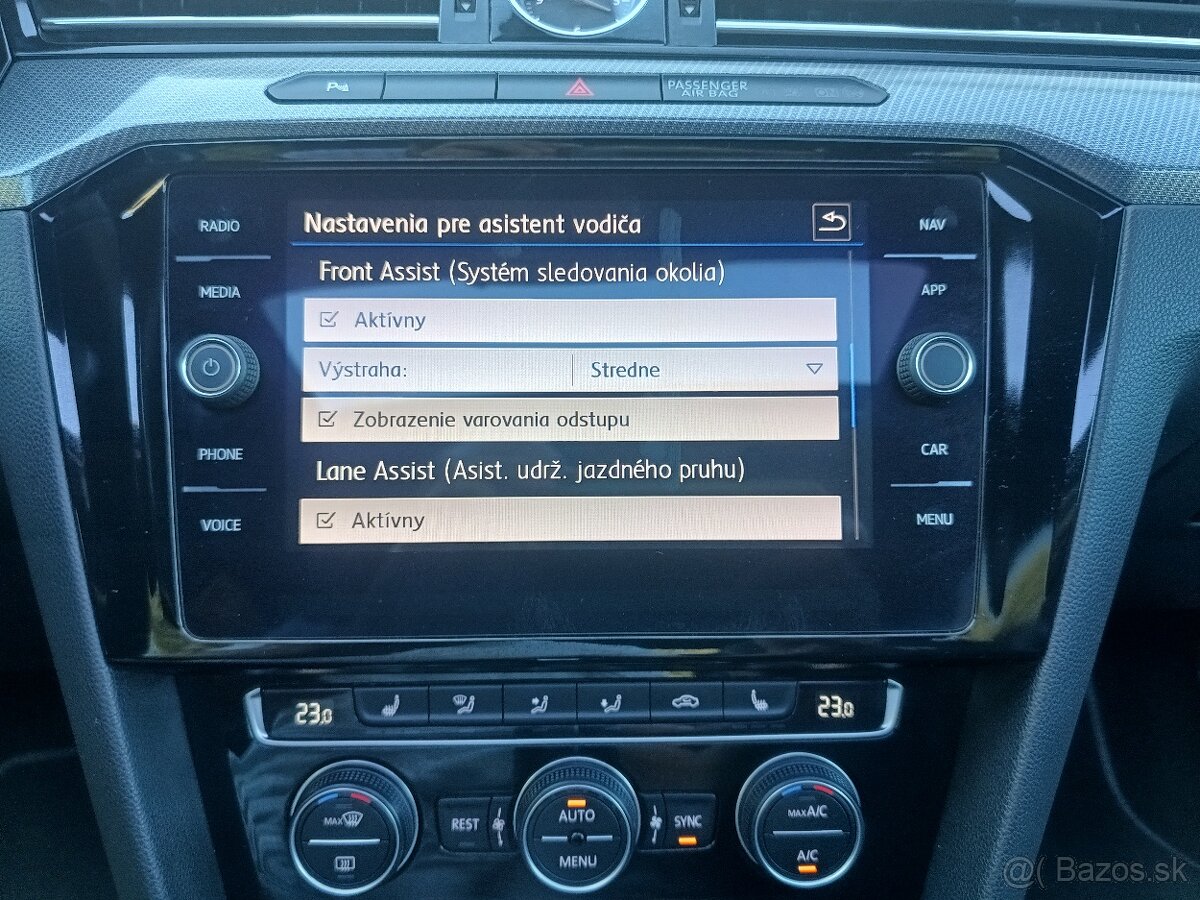 PASSENGER
AIR BAG
RADIO
MEDIA
PHONE
VOICE
Nastavenia pre asistent vodiča
Front Assist (Systém sledovania okolia)
Aktívny
Výstraha: Stredne
Zobrazenie varovania odstupu
Lane Assist (Asist. udrž. jazdného pruhu)
Aktívny
NAV
APP
CAR
MENU
23.0
23.0
MAX
REST
AUTO
MENU
SYNC
MAX A/C
A/C
@( Bazos.sk